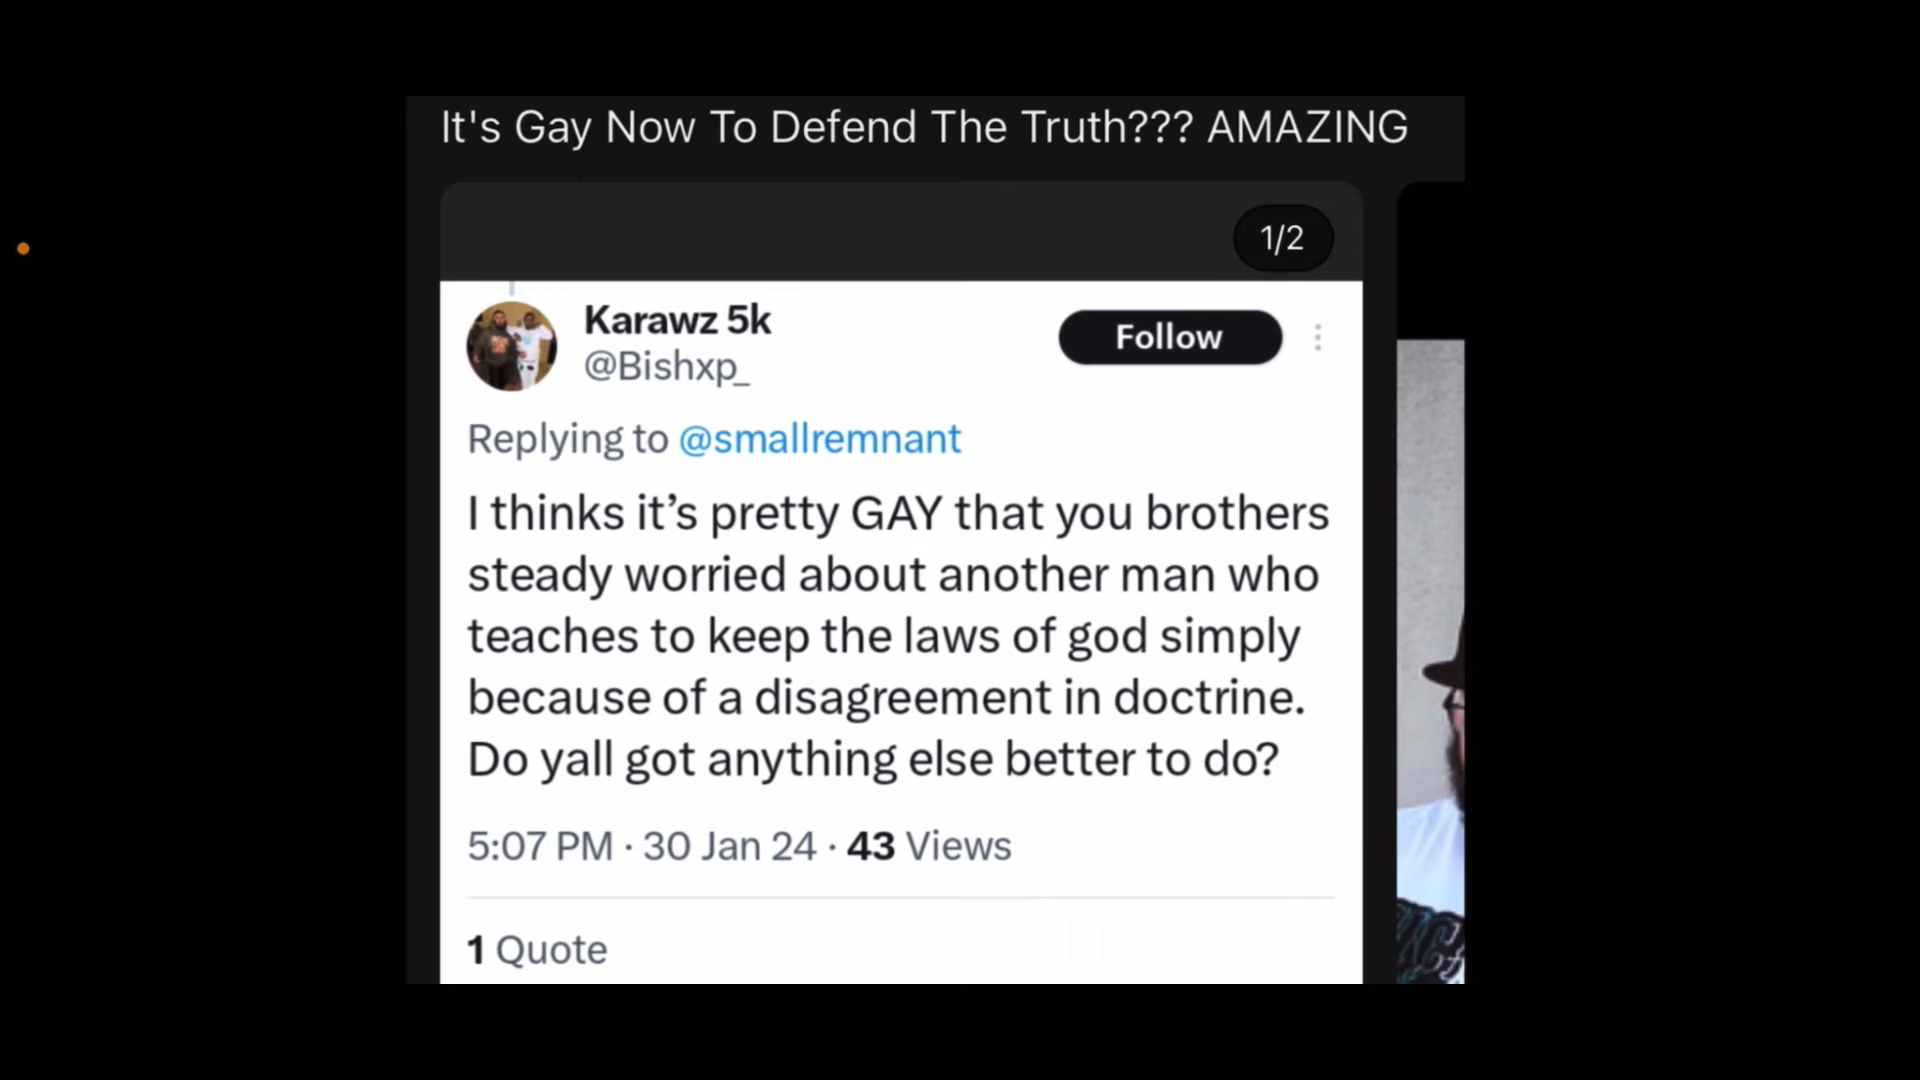 It's Gay Now To Defend The Truth??? AMAZING
1/2
Karawz 5k
@Bishxp_
Follow
Replying to @smallremnant
I thinks it’s pretty GAY that you brothers
steady worried about another man who
teaches to keep the laws of god simply
because of a disagreement in doctrine.
Do yall got anything else better to do?
5:07 PM · 30 Jan 24 · 43 Views
1 Quote